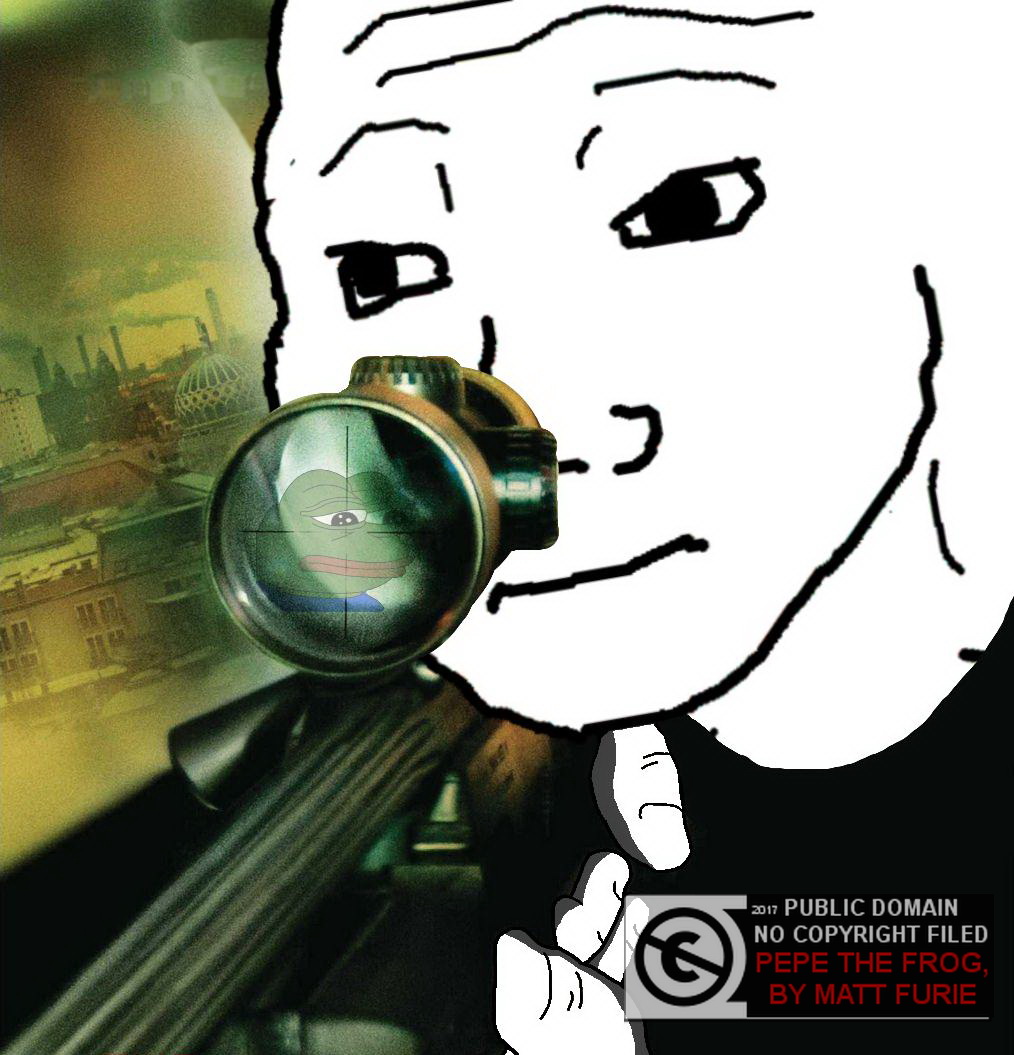 2017 PUBLIC DOMAIN
NO COPYRIGHT FILED
PEPE THE FROG,
BY MATT FURIE